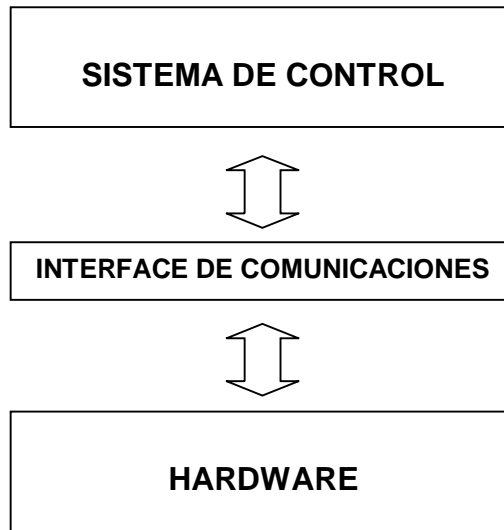 SISTEMA DE CONTROL
INTERFACE DE COMUNICACIONES
HARDWARE